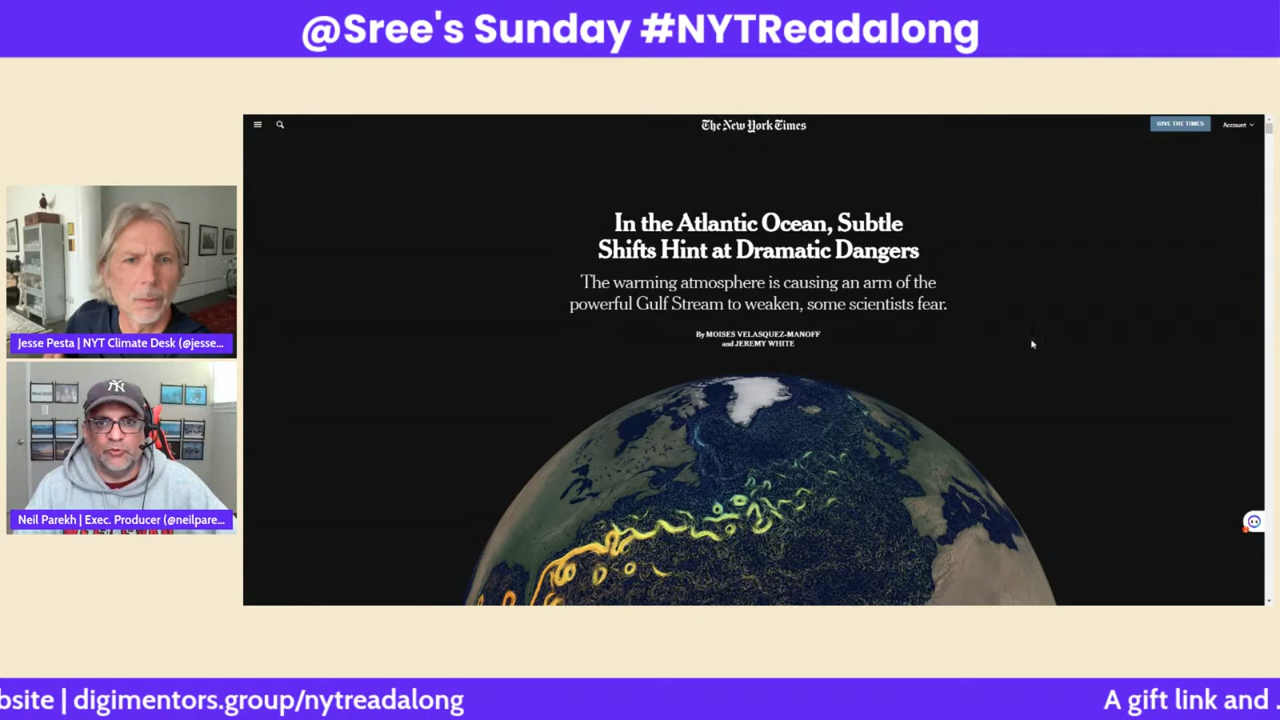 @Sree's Sunday #NYTReadalong
The New York Times
GIVE THE TIMES
Account
In the Atlantic Ocean, Subtle
Shifts Hint at Dramatic Dangers
The warming atmosphere is causing an arm of the
powerful Gulf Stream to weaken, some scientists fear.
By MOISES VELASQUEZ-MANOFF
and JEREMY WHITE
Jesse Pesta | NYT Climate Desk (@jesse...
Neil Parekh | Exec. Producer (@neilpare...
bsite | digimentors.group/nytreadalong
A gift link and .